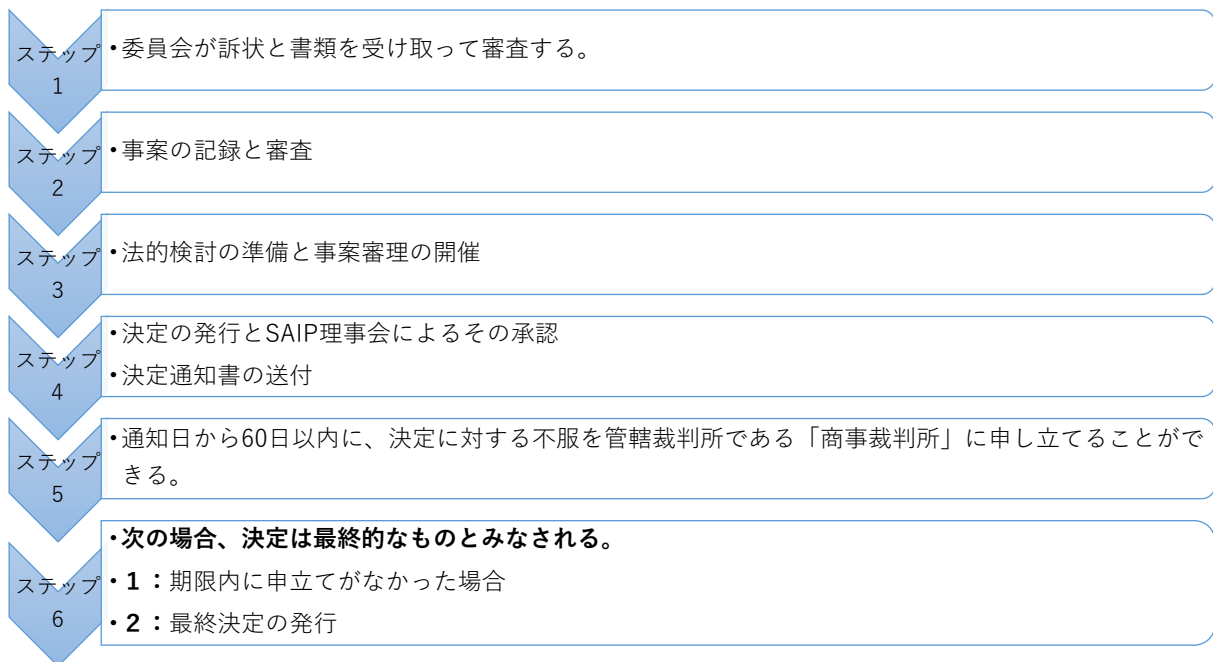 ステップ
1
•委員会が訴状と書類を受け取って審査する。
ステップ
2
•事案の記録と審査
ステップ
3
•法的検討の準備と事案審理の開催
ステップ
4
•決定の発行とSAIP理事会によるその承認
•決定通知書の送付
ステップ
5
•通知日から60日以内に、決定に対する不服を管轄裁判所である「商事裁判所」に申し立てることがで
きる。
ステップ
6
•次の場合、決定は最終的なものとみなされる。
•1：期限内に申立てがなかった場合
•2：最終決定の発行